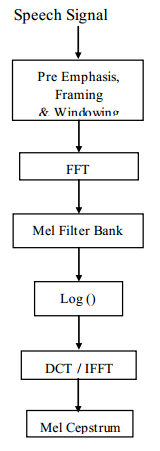 Speech Signal
Pre Emphasis,
Framing
& Windowing
FFT
Mel Filter Bank
Log ()
DCT / IFFT
Mel Cepstrum